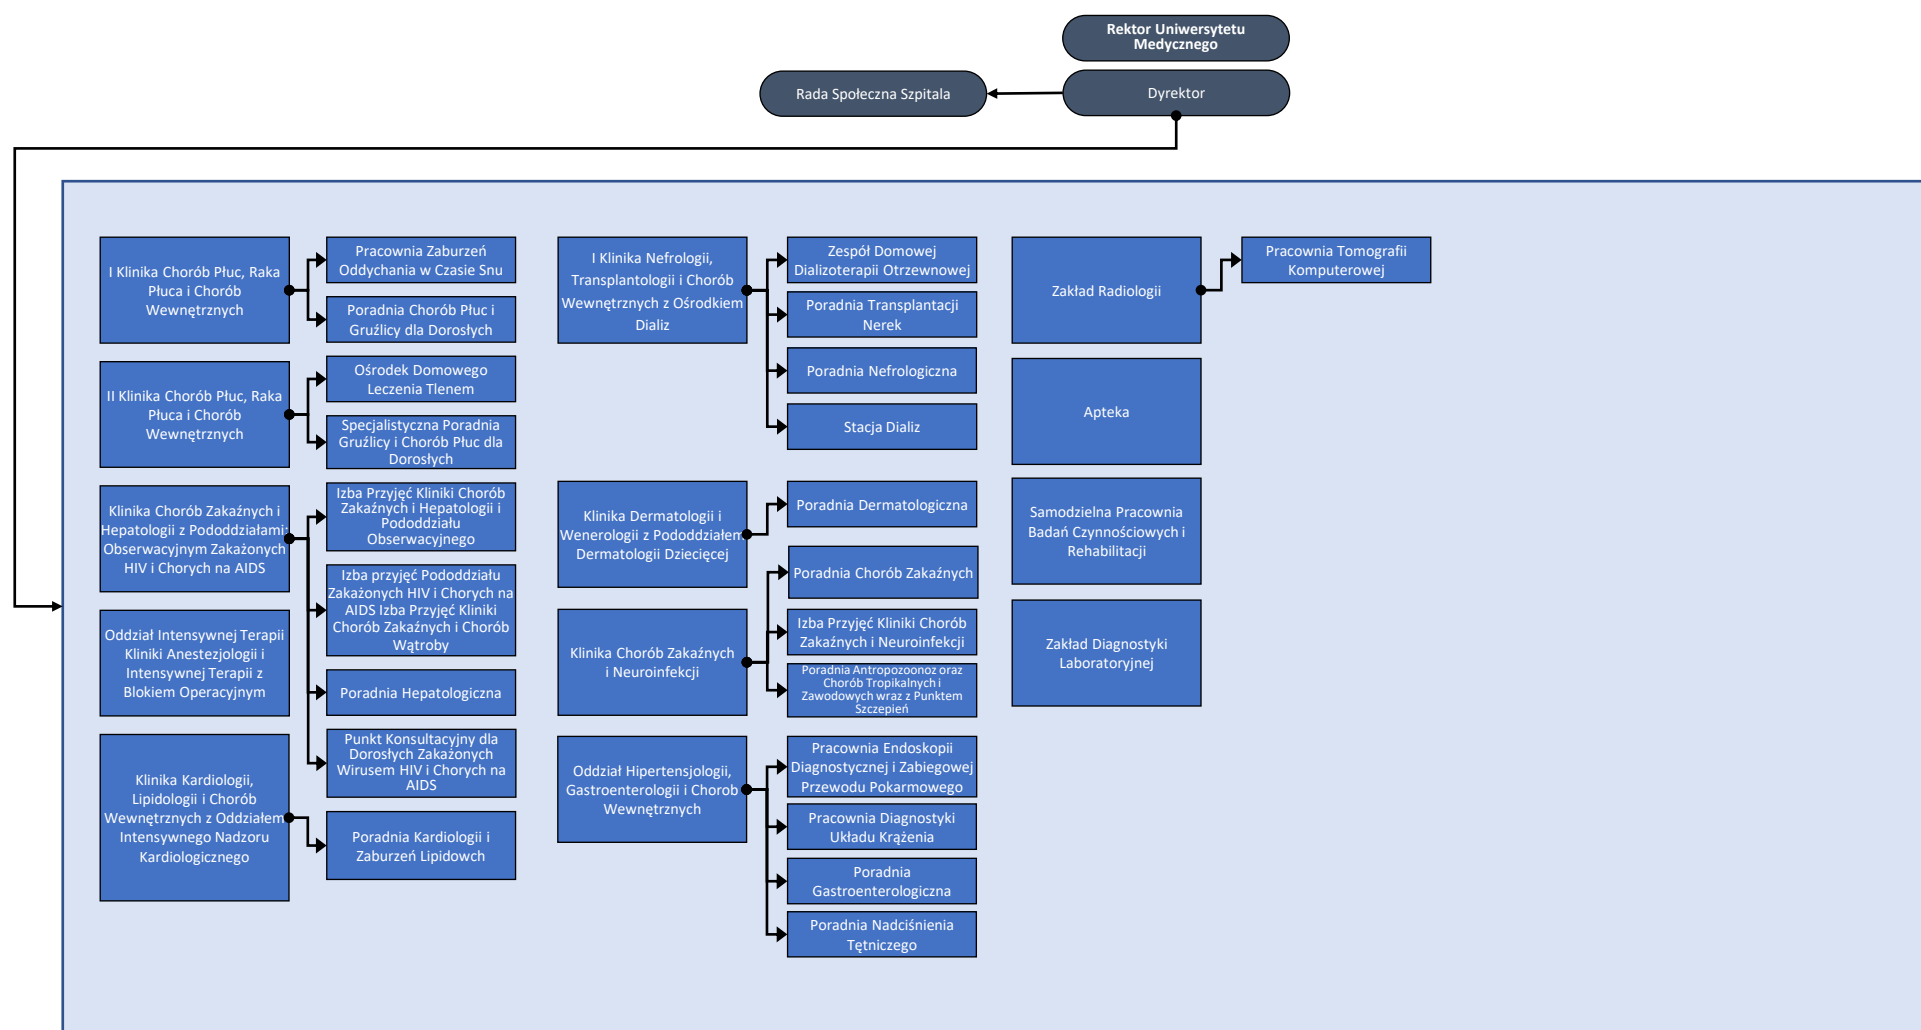 Rektor Uniwersytetu
Medycznego
Rada Społeczna Szpitala
Dyrektor
I Klinika Chorób Płuc, Raka
Płuca i Chorób
Wewnętrznych
Pracownia Zaburzeń
Oddychania w Czasie Snu
Poradnia Chorób Płuc i
Gruźlicy dla Dorosłych
II Klinika Chorób Płuc, Raka
Płuca i Chorób
Wewnętrznych
Ośrodek Domowego
Leczenia Tlenem
Specjalistyczna Poradnia
Gruźlicy i Chorób Płuc dla
Dorosłych
Klinika Chorób Zakaźnych i
Hepatologii z Pododdziałami:
Obserwacyjnym Zakażonych
HIV i Chorych na AIDS
Izba Przyjęć Kliniki Chorób
Zakaźnych i Hepatologii i
Pododdziału
Obserwacyjnego
Izba przyjęć Pododdziału
Zakażonych HIV i Chorych na
AIDS Izba Przyjęć Kliniki
Chorób Zakaźnych i Chorób
Wątroby
Poradnia Hepatologiczna
Punkt Konsultacyjny dla
Dorosłych Zakażonych
Wirusem HIV i Chorych na
AIDS
Oddział Intensywnej Terapii
Kliniki Anestezjologii i
Intensywnej Terapii z
Blokiem Operacyjnym
Klinika Kardiologii,
Lipidologii i Chorób
Wewnętrznych z Oddziałem
Intensywnego Nadzoru
Kardiologicznego
Poradnia Kardiologii i
Zaburzeń Lipidowch
I Klinika Nefrologii,
Transplantologii i Chorób
Wewnętrznych z Ośrodkiem
Dializ
Zespół Domowej
Dializoterapii Otrzewnowej
Poradnia Transplantacji
Nerek
Poradnia Nefrologiczna
Stacja Dializ
Klinika Dermatologii i
Wenerologii z Pododdziałem
Dermatologii Dziecięcej
Poradnia Dermatologiczna
Klinika Chorób Zakaźnych
i Neuroinfekcji
Poradnia Chorób Zakaźnych
Izba Przyjęć Kliniki Chorób
Zakaźnych i Neuroinfekcji
Poradnia Antropozoonoz oraz
Chorób Tropikalnych i
Zawodowych wraz z Punktem
Szczepień
Oddział Hipertensjologii,
Gastroenterologii i Chorob
Wewnętrznych
Pracownia Endoskopii
Diagnostycznej i Zabiegowej
Przewodu Pokarmowego
Pracownia Diagnostyki
Układu Krążenia
Poradnia
Gastroenterologiczna
Poradnia Nadciśnienia
Tętniczego
Zakład Radiologii
Pracownia Tomografii
Komputerowej
Apteka
Samodzielna Pracownia
Badań Czynnościowych i
Rehabilitacji
Zakład Diagnostyki
Laboratoryjnej